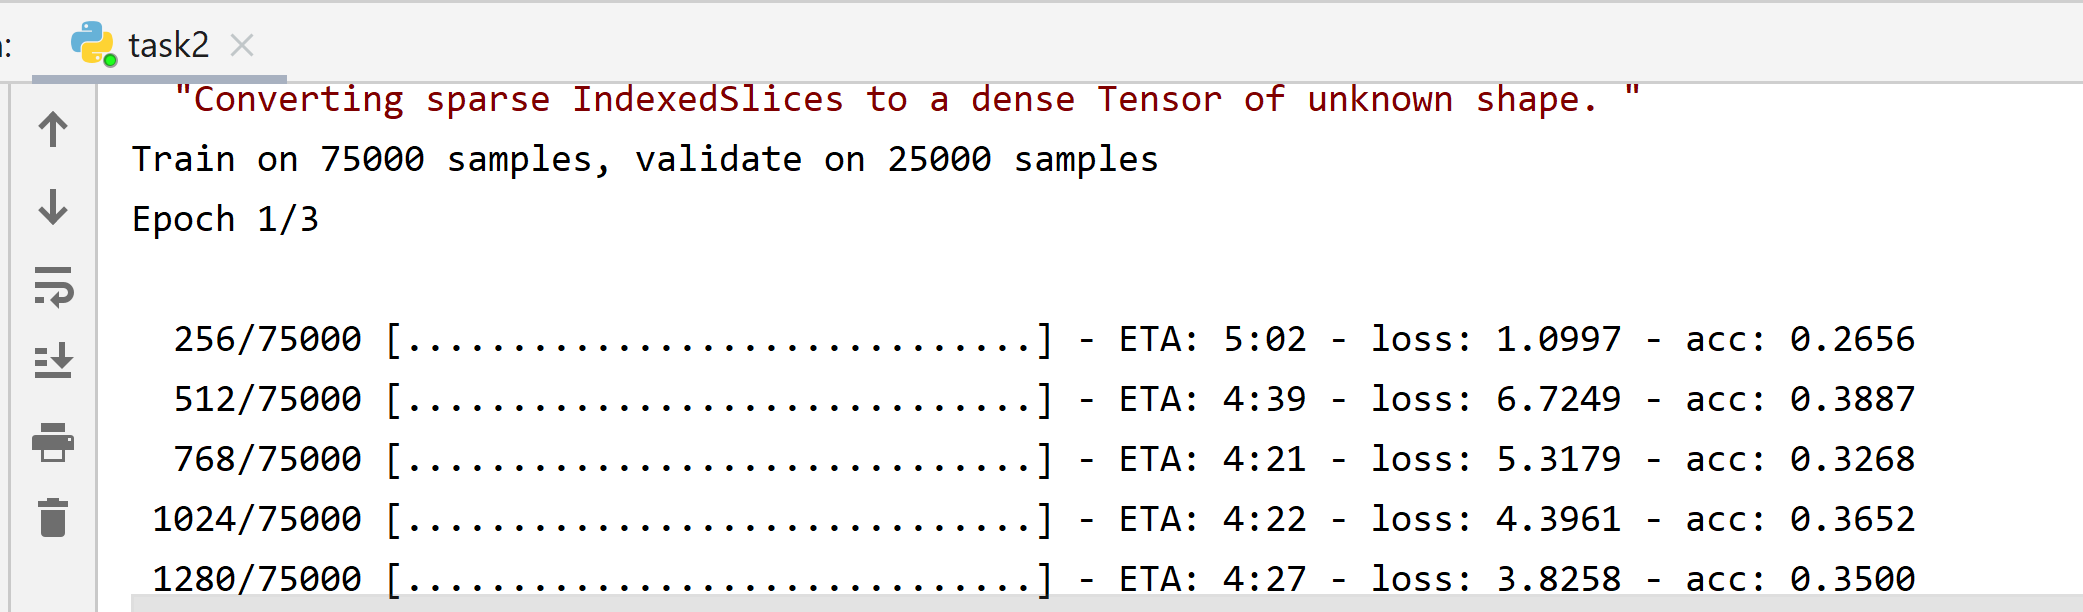 :
task2
"Converting sparse IndexedSlices to a dense Tensor of unknown shape. "
Train on 75000 samples, validate on 25000 samples
Epoch 1/3
256/75000 [..............................] - ETA: 5:02 - loss: 1.0997 - acc: 0.2656
512/75000 [..............................] - ETA: 4:39 - loss: 6.7249 - acc: 0.3887
768/75000 [..............................] - ETA: 4:21 - loss: 5.3179 - acc: 0.3268
1024/75000 [..............................] - ETA: 4:22 - loss: 4.3961 - acc: 0.3652
1280/75000 [..............................] - ETA: 4:27 - loss: 3.8258 - acc: 0.3500